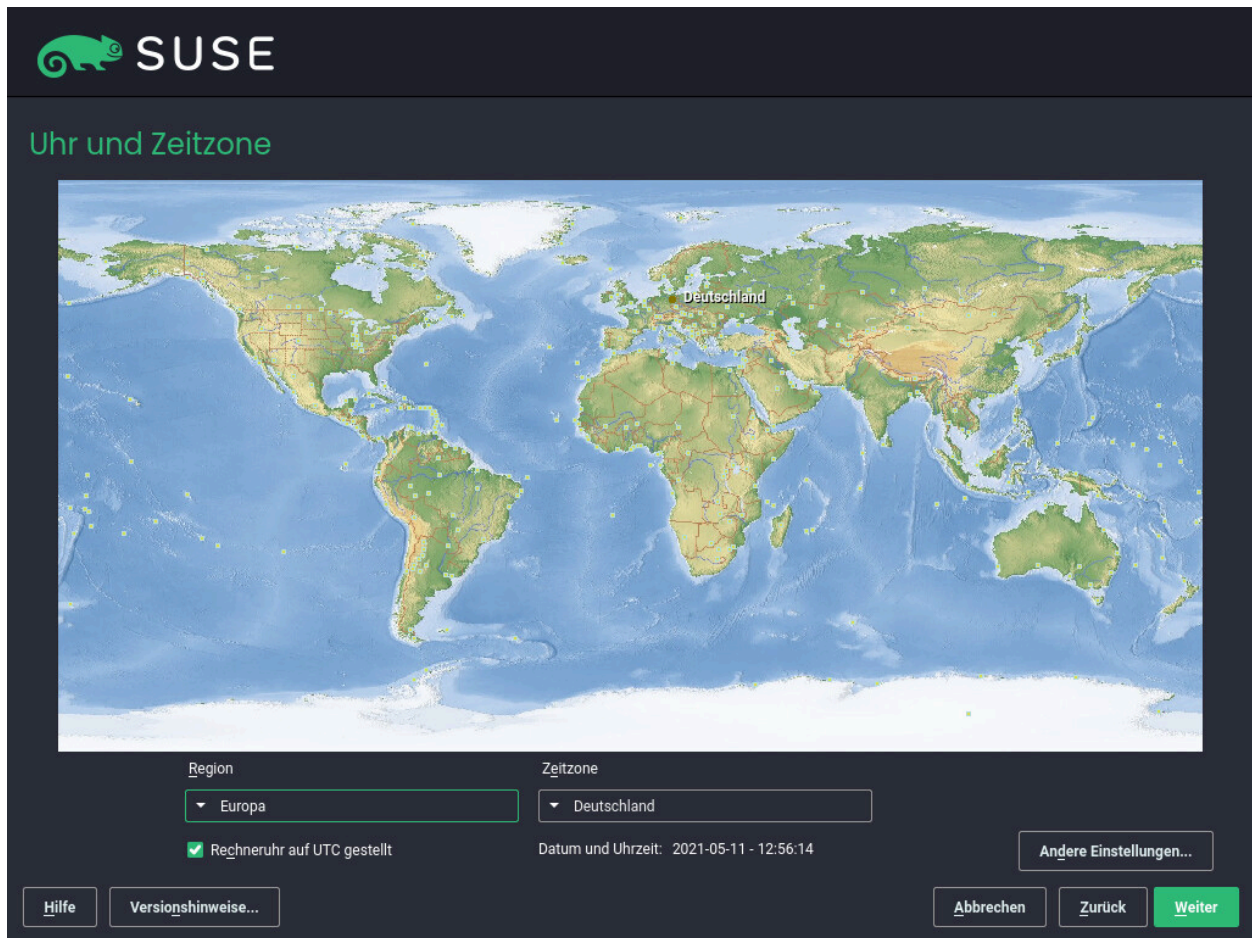 SUSE
Uhr und Zeitzone
Deutschland
Region
Zeitzone
Europa
Deutschland
Rechneruhr auf UTC gestellt
Datum und Uhrzeit: 2021-05-11 - 12:56:14
Andere Einstellungen...
Hilfe
Versionshinweise...
Abbrechen
Zurück
Weiter